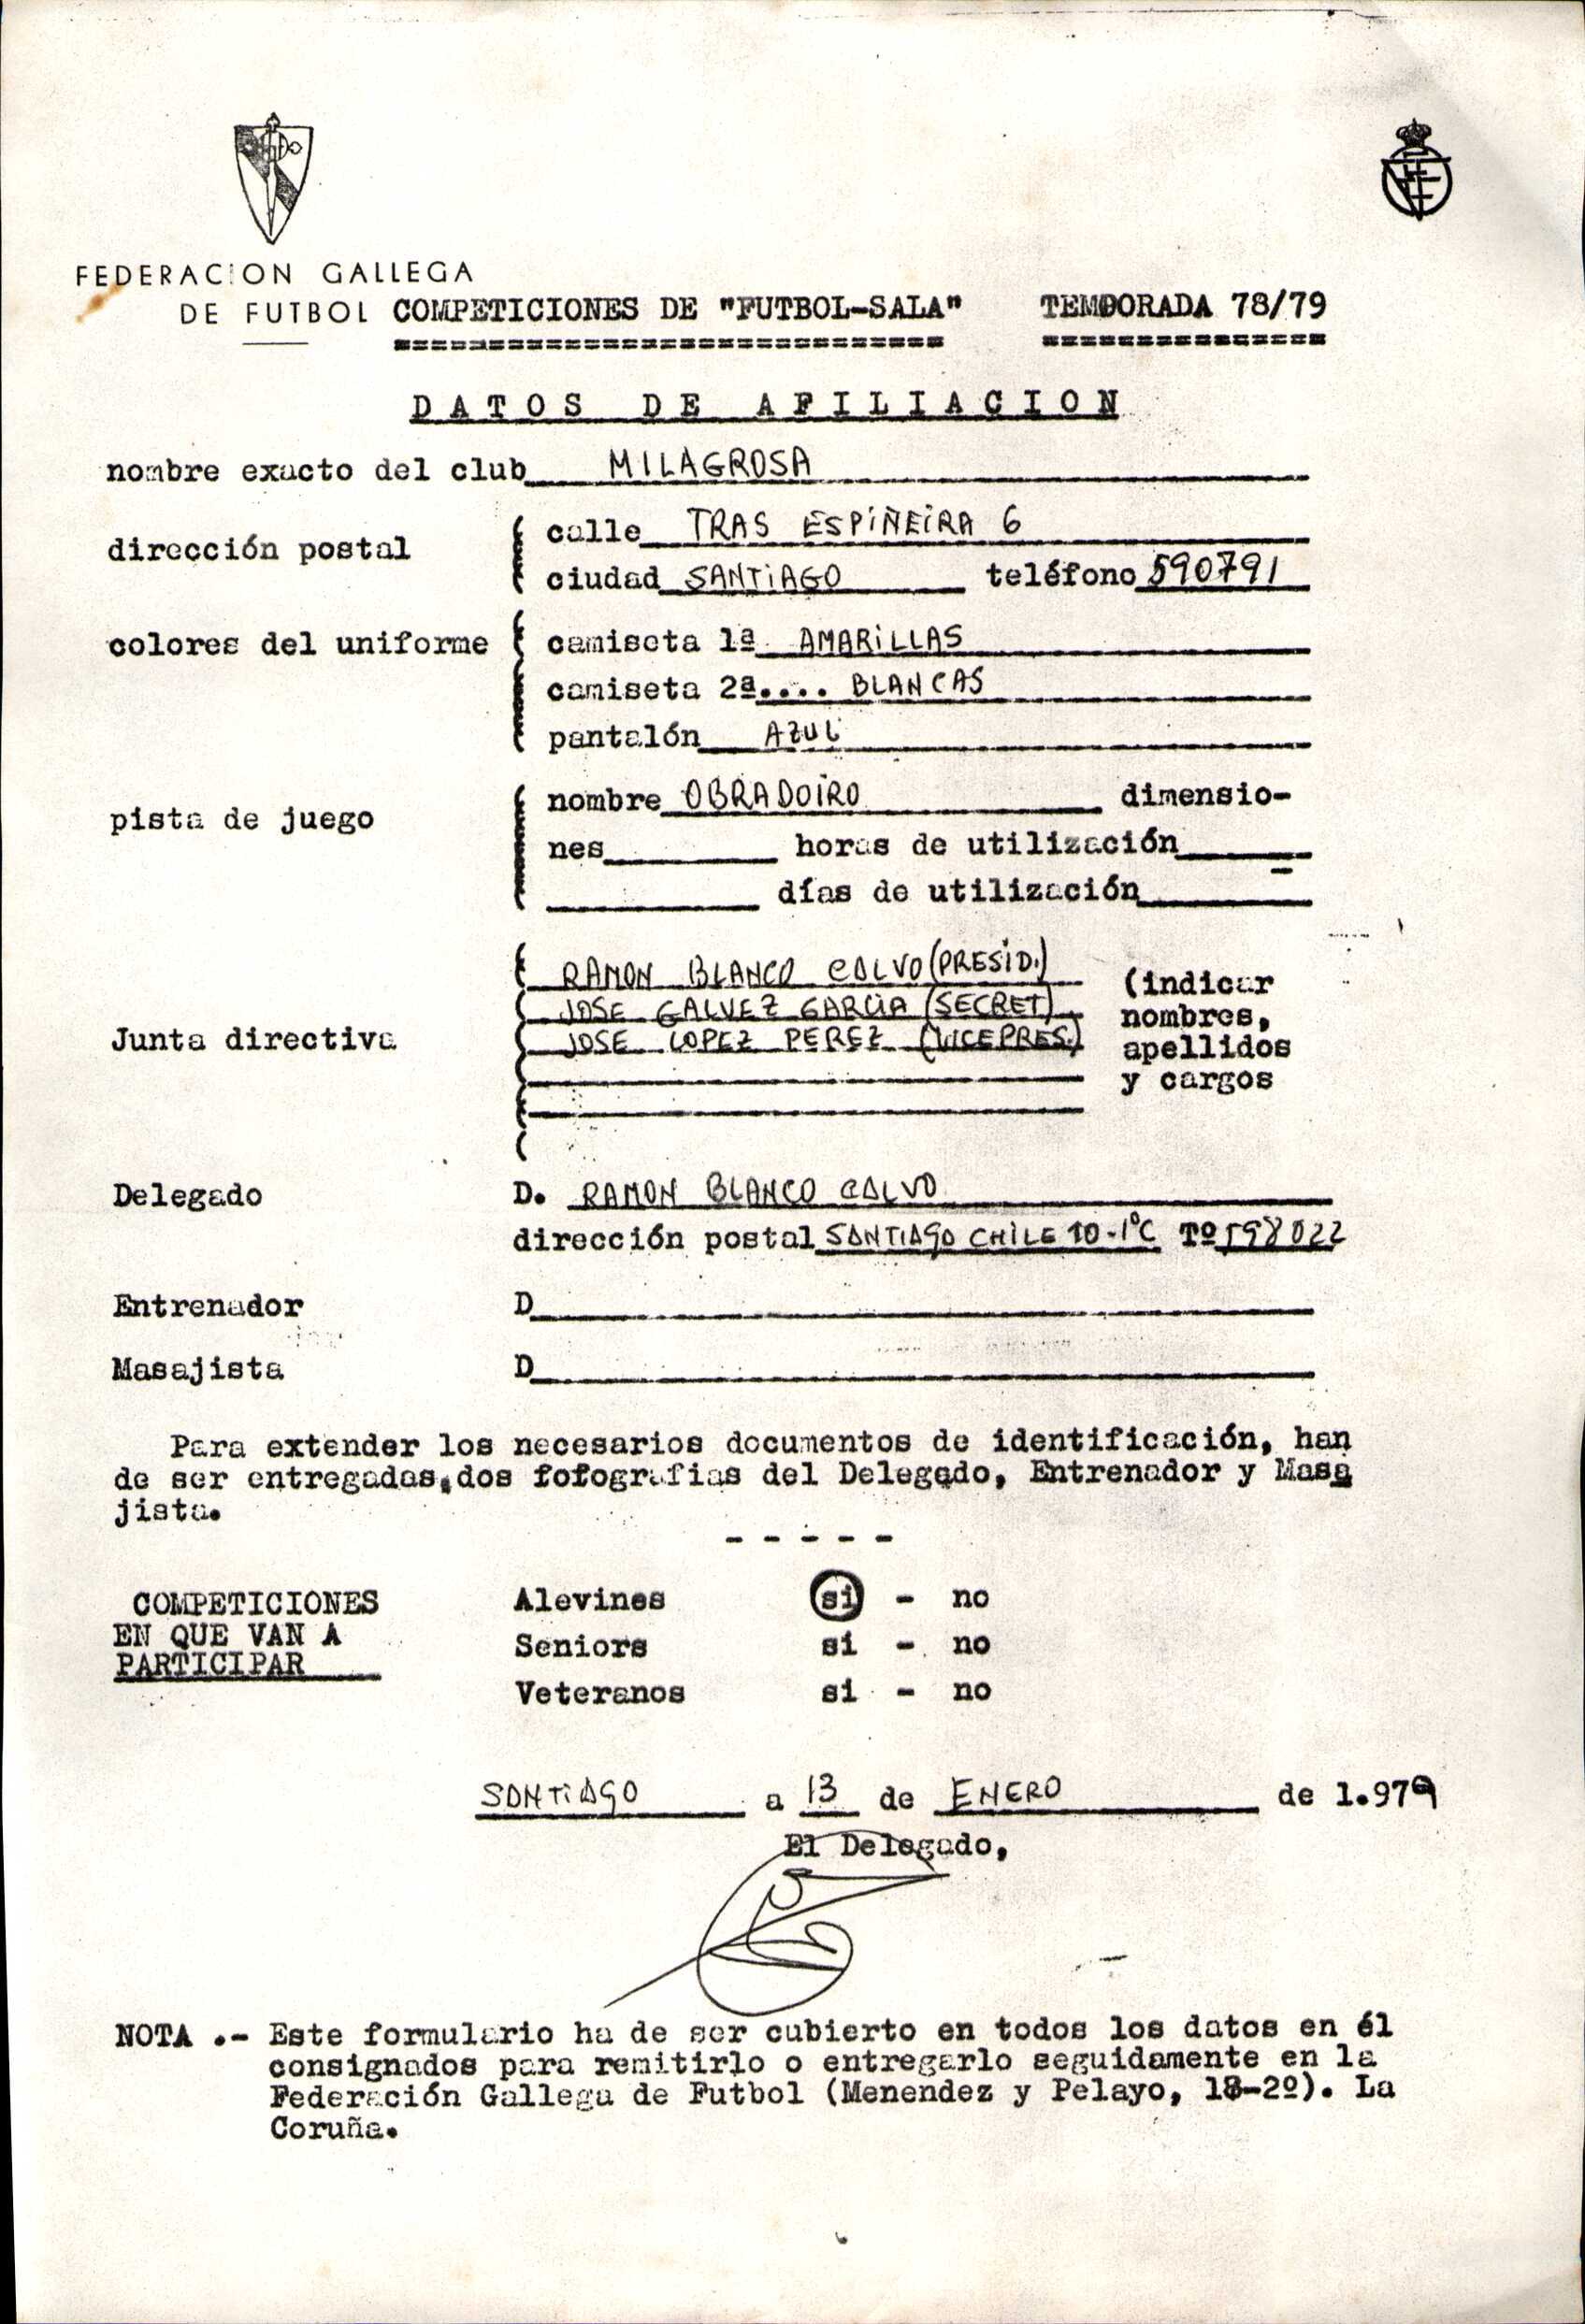 FEDERACION GALLEGA
DE FUTBOL COMPETICIONES DE "FUTBOL-SALA" TEMPORADA 78/79
DATOS DE AFILIACION
nombre exacto del club MILAGROSA
dirección postal
calle TRAS ESPIÑEIRA 6
ciudad SANTIAGO teléfono 590791
colores del uniforme camiseta 1ª AMARILLAS
camiseta 2ª.... BLANCAS
pantalón AZUL
pista de juego
nombre OBRADOIRO dimensio-
nes horas de utilización
días de utilización
Junta directiva
RAMON BLANCO CALVO (PRESID.)
JOSE GALVEZ GARCIA (SECRET)
JOSE LOPEZ PEREZ (VICEPRES.)
(indicar
nombres,
apellidos
y cargos
Delegado D. RAMON BLANCO CALVO
dirección postal SANTIAGO CHILE 10-1ºC Tº 598022
Entrenador D
Masajista D
Para extender los necesarios documentos de identificación, han
de ser entregadas, dos fofografias del Delegado, Entrenador y Masa
jista.
- - - - -
COMPETICIONES
EN QUE VAN A
PARTICIPAR
Alevines si - no
Seniors si - no
Veteranos si - no
SANTIAGO a 13 de ENERO de 1.979
El Delegado,
NOTA .- Este formulario ha de ser cubierto en todos los datos en él
consignados para remitirlo o entregarlo seguidamente en la
Federación Gallega de Futbol (Menendez y Pelayo, 18-2º). La
Coruña.